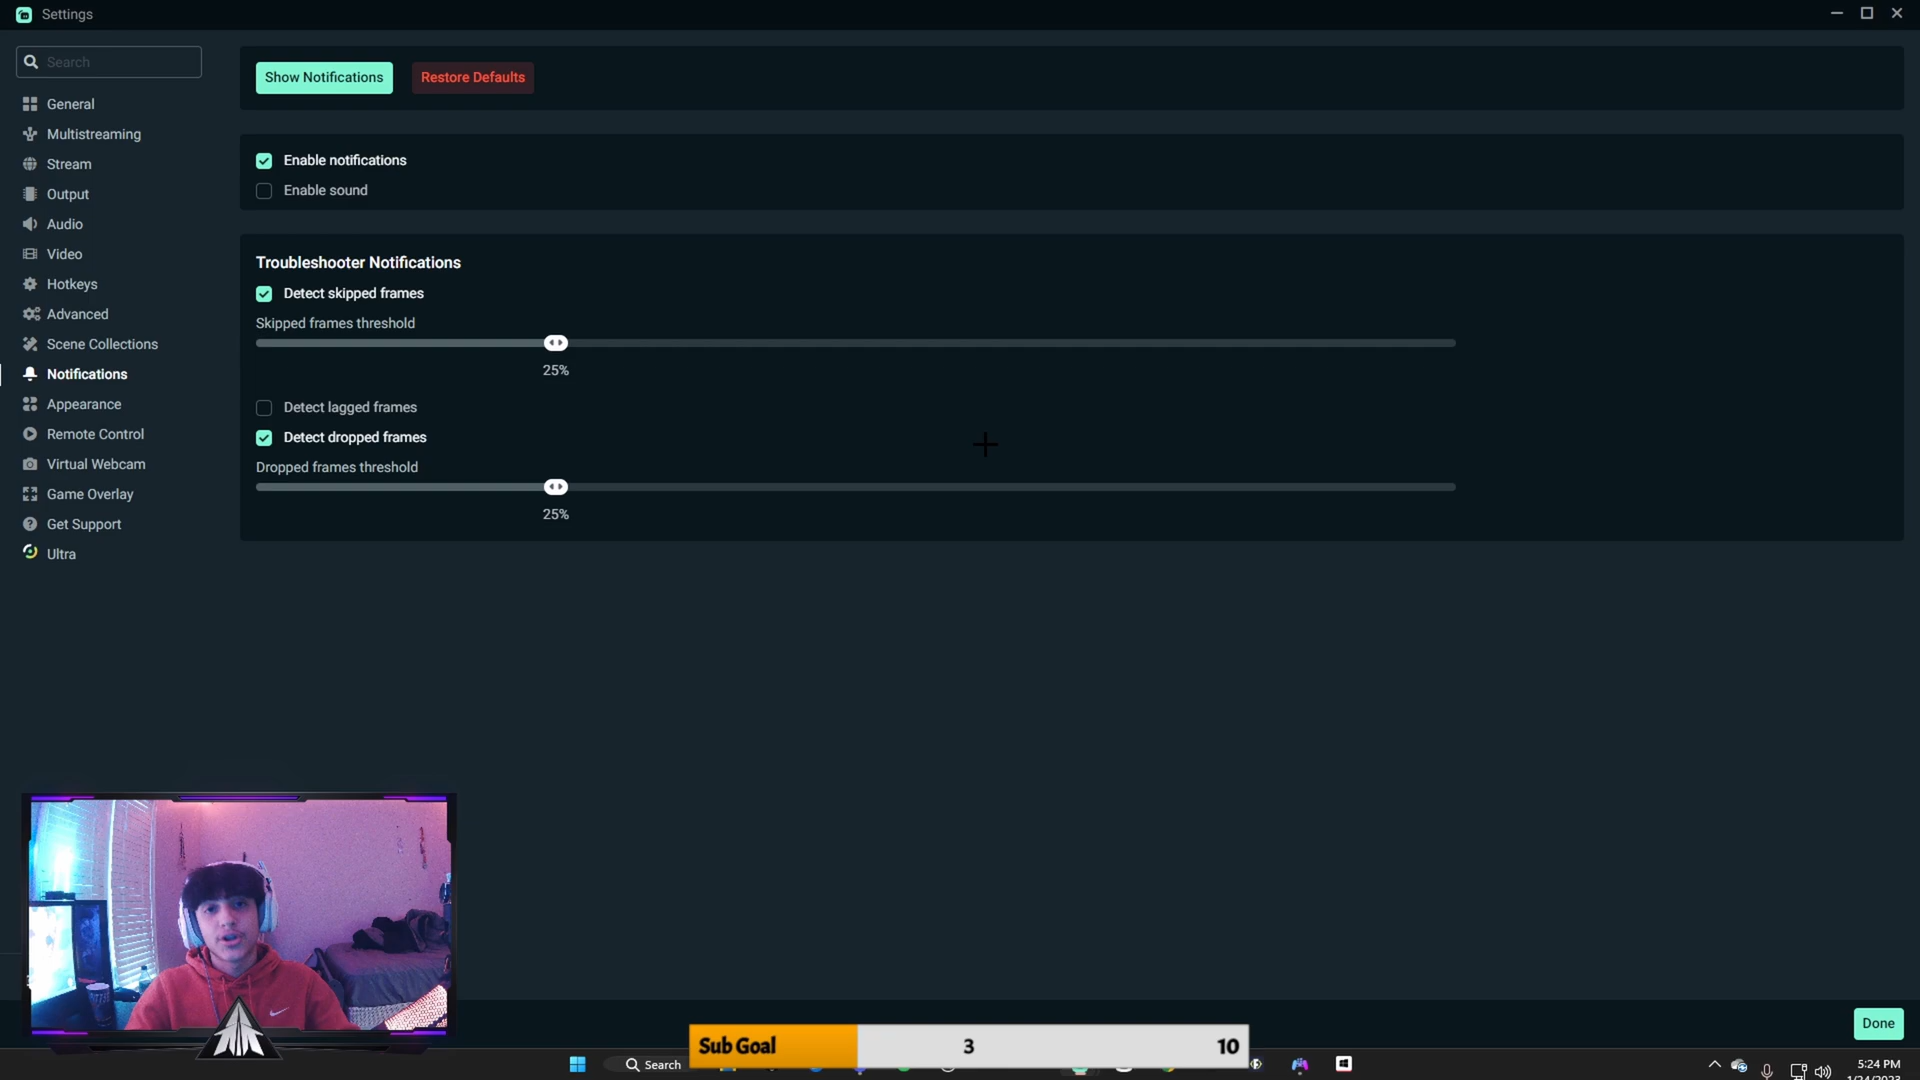 Settings
Search
General
Multistreaming
Stream
Output
Audio
Video
Hotkeys
Advanced
Scene Collections
Notifications
Appearance
Remote Control
Virtual Webcam
Game Overlay
Get Support
Ultra
Show Notifications
Restore Defaults
Enable notifications
Enable sound
Troubleshooter Notifications
Detect skipped frames
Skipped frames threshold
25%
Detect lagged frames
Detect dropped frames
Dropped frames threshold
25%
Done
Sub Goal 3 10
Search
5:24 PM
1/24/2023